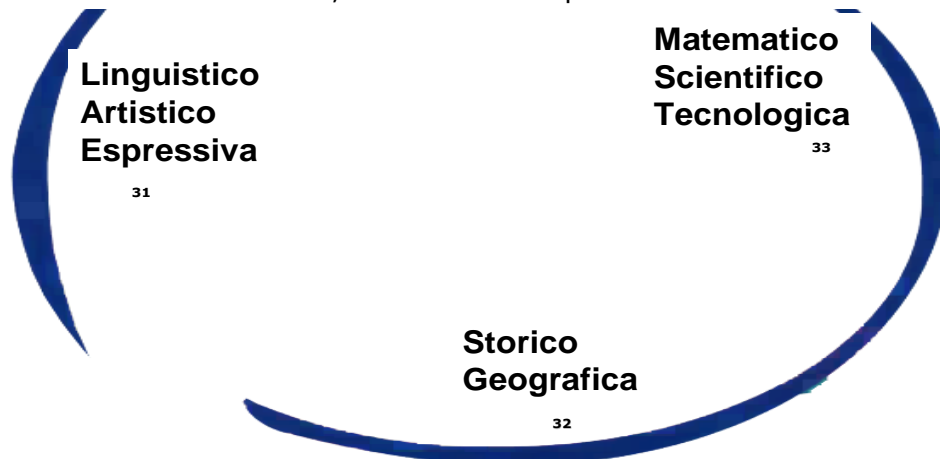 Linguistico
Artistico
Espressiva
31
Matematico
Scientifico
Tecnologica
33
Storico
Geografica
32